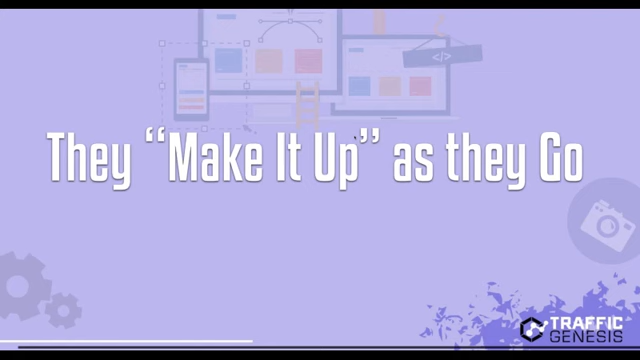 They “Make It Up” as they Go
</>
TRAFFIC
GENESIS